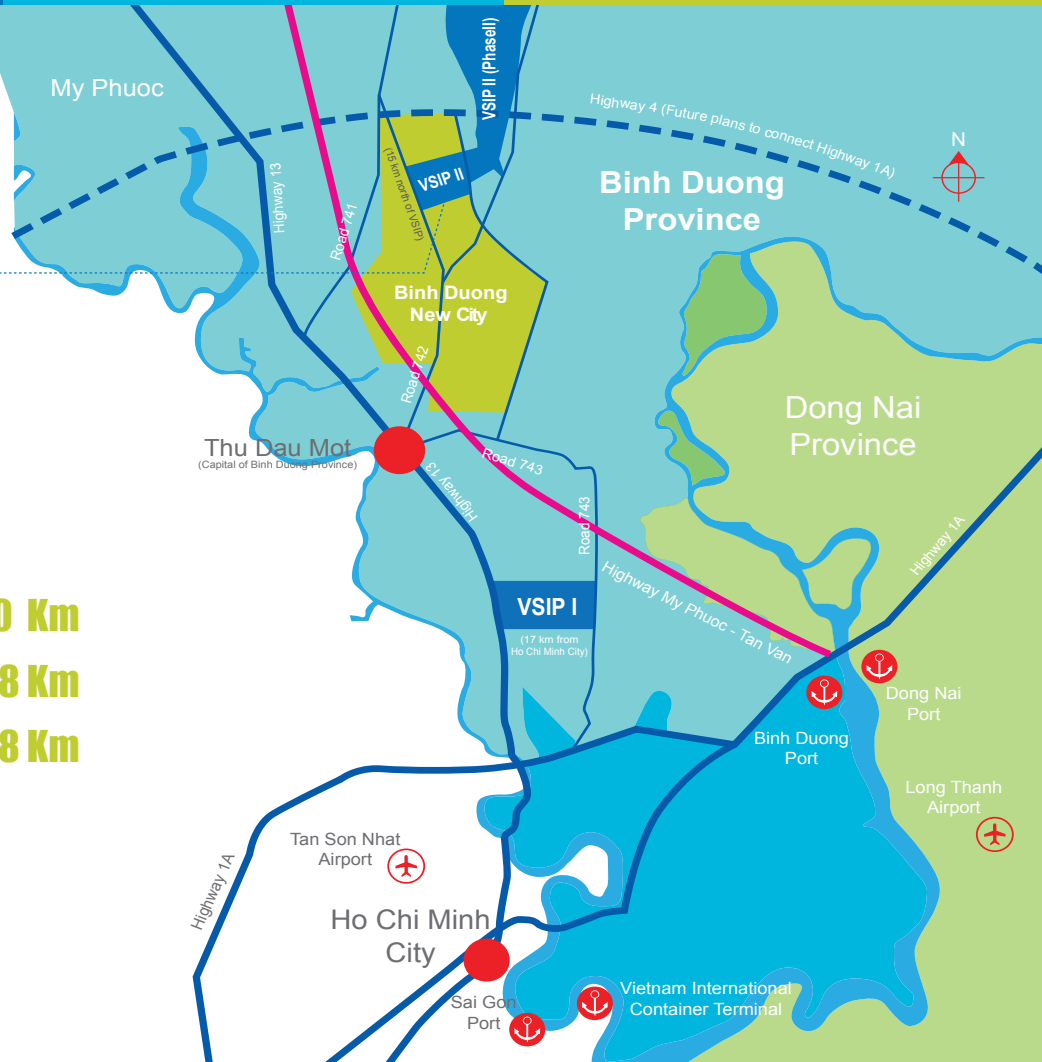 VSIP II (PhaseII)
My Phuoc
Highway 4 (Future plans to connect Highway 1A)
N
Highway 13
(15 km north of VSIP)
VSIP II
Binh Duong
Province
Road 741
Binh Duong
New City
Road 742
Dong Nai
Province
Thu Dau Mot
(Capital of Binh Duong Province)
Highway 13
Road 743
Road 743
Highway 1A
Highway My Phuoc - Tan Van
VSIP I
(17 km from
Ho Chi Minh City)
0 Km
8 Km
8 Km
Dong Nai
Port
Binh Duong
Port
Long Thanh
Airport
Tan Son Nhat
Airport
Highway 1A
Ho Chi Minh
City
Sai Gon
Port
Vietnam International
Container Terminal